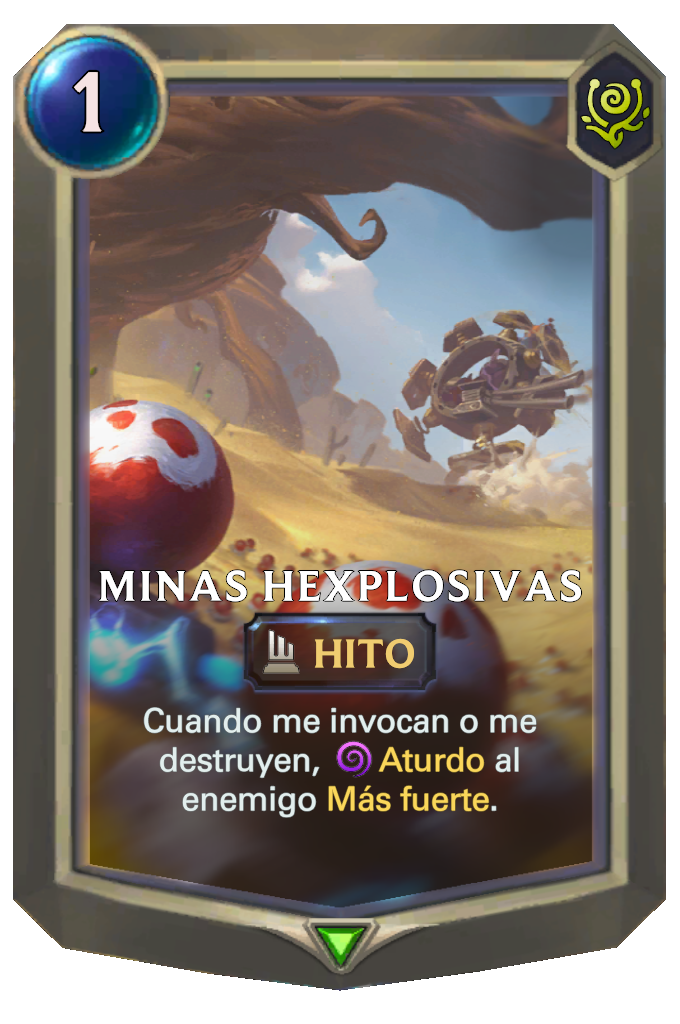 1
MINAS HEXPLOSIVAS
HITO
Cuando me invocan o me
destruyen, Aturdo al
enemigo Más fuerte.